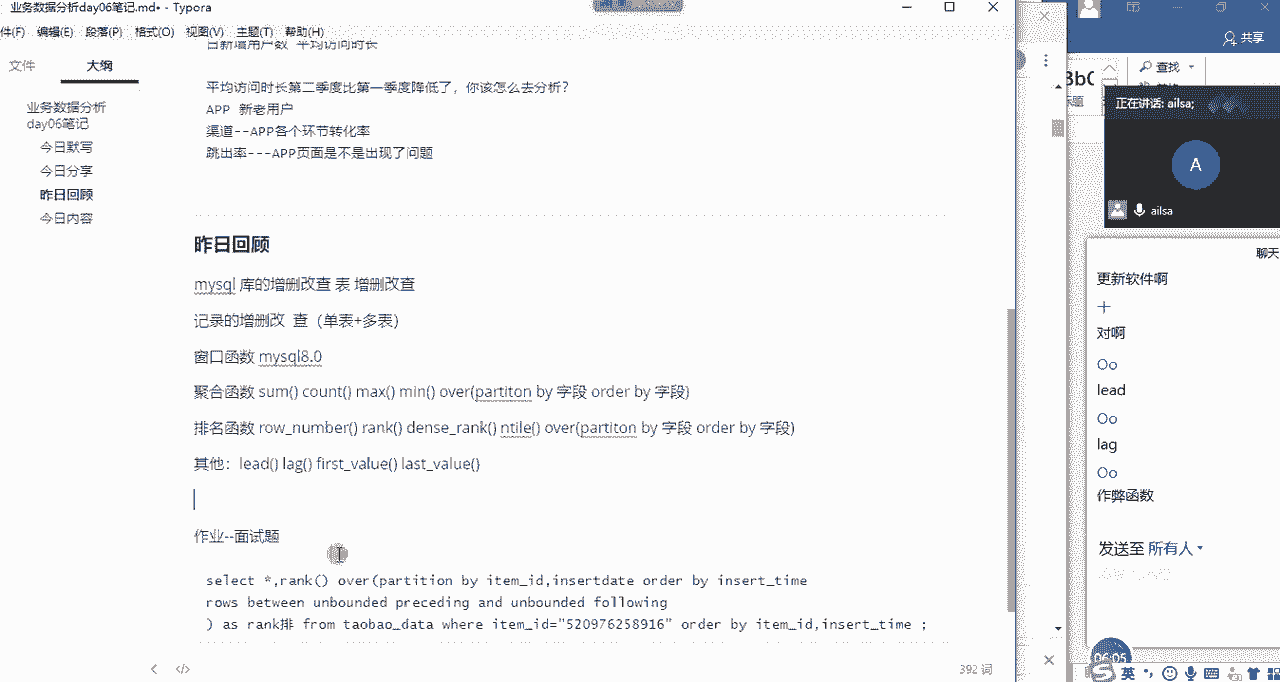 业务数据分析day06笔记.md• - Typora
件(F) 编辑(E) 段落(P) 格式(O) 视图(V) 主题(T) 帮助(H)
文件 大纲
业务数据分析
day06笔记
今日默写
今日分享
昨日回顾
今日内容
日新增用户数 平均访问时长
平均访问时长第二季度比第一季度降低了，你该怎么去分析？
APP 新老用户
渠道--APP各个环节转化率
跳出率---APP页面是不是出现了问题
昨日回顾
mysql 库的增删改查 表 增删改查
记录的增删改 查（单表+多表）
窗口函数 mysql8.0
聚合函数 sum() count() max() min() over(partiton by 字段 order by 字段)
排名函数 row_number() rank() dense_rank() ntile() over(partiton by 字段 order by 字段)
其他：lead() lag() first_value() last_value()
作业--面试题
select *,rank() over(partition by item_id,insertdate order by insert_time
rows between unbounded preceding and unbounded following
) as rank排 from taobao_data where item_id="520976258916" order by item_id,insert_time ;
392 词
共享
查找
正在讲话: ailsa;
A
ailsa
聊天
更新软件啊
对啊
Oo
lead
Oo
lag
Oo
作弊函数
发送至 所有人
06:05
英